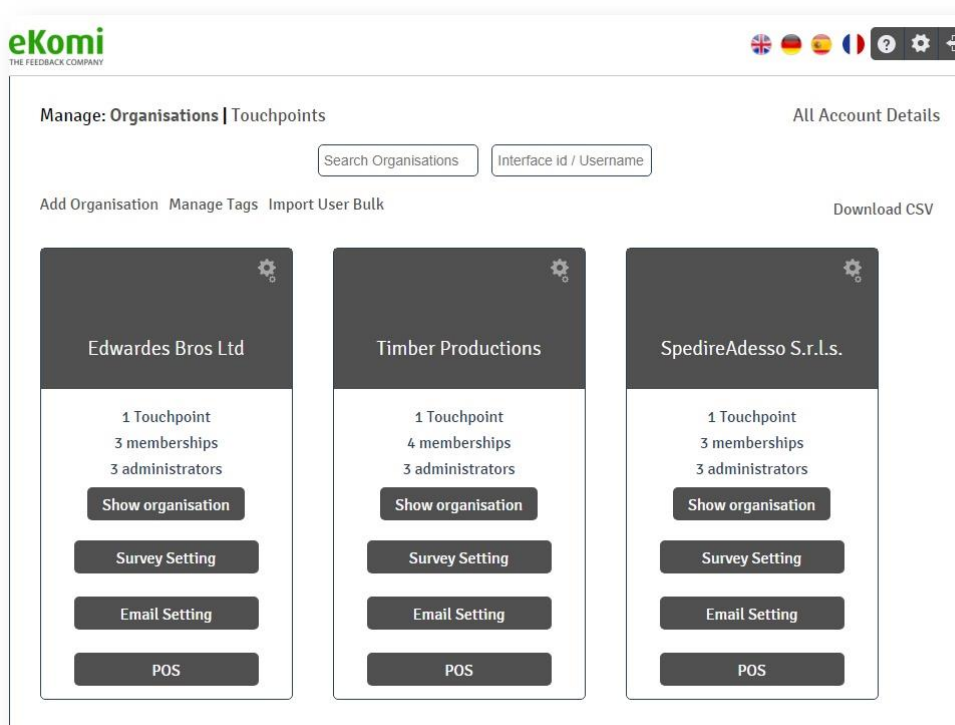 eKomi
THE FEEDBACK COMPANY
Manage: Organisations | Touchpoints
All Account Details
Search Organisations
Interface id / Username
Add Organisation Manage Tags Import User Bulk
Download CSV
Edwardes Bros Ltd
1 Touchpoint
3 memberships
3 administrators
Show organisation
Survey Setting
Email Setting
POS
Timber Productions
1 Touchpoint
4 memberships
3 administrators
Show organisation
Survey Setting
Email Setting
POS
SpedireAdesso S.r.l.s.
1 Touchpoint
3 memberships
3 administrators
Show organisation
Survey Setting
Email Setting
POS